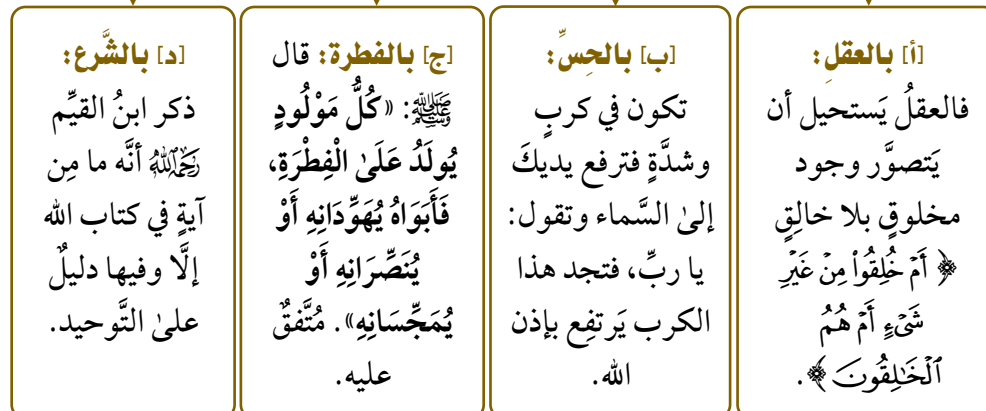 [أ] بالعقلِ:
فالعقلُ يَستحيل أن
يَتصوَّر وجود
مخلوقٍ بلا خالِقٍ
﴿أَمۡ خُلِقُواْ مِنۡ غَيۡرِ
شَيۡءٍ أَمۡ هُمُ
ٱلۡخَٰلِقُونَ﴾.
[ب] بالحِسِّ:
تكون في كربٍ
وشدَّةٍ فترفع يديكَ
إلىٰ السَّماء وتقول:
يا ربِّ، فتجد هذا
الكرب يَرتفِع بإذن
الله.
[ج] بالفطرة: قال
ﷺ: «كُلُّ مَوْلُودٍ
يُولَدُ عَلَىٰ الْفِطْرَةِ،
فَأَبَوَاهُ يُهَوِّدَانِهِ أَوْ
يُنَصِّرَانِهِ أَوْ
يُمَجِّسَانِهِ». مُتَّفقٌ
عليه.
[د] بالشَّرع:
ذكر ابنُ القيِّم
رَحِمَهُ ٱللَّهُ أنَّه ما مِن
آيةٍ في كتاب الله
إلَّا وفيها دليلٌ
علىٰ التَّوحيد.